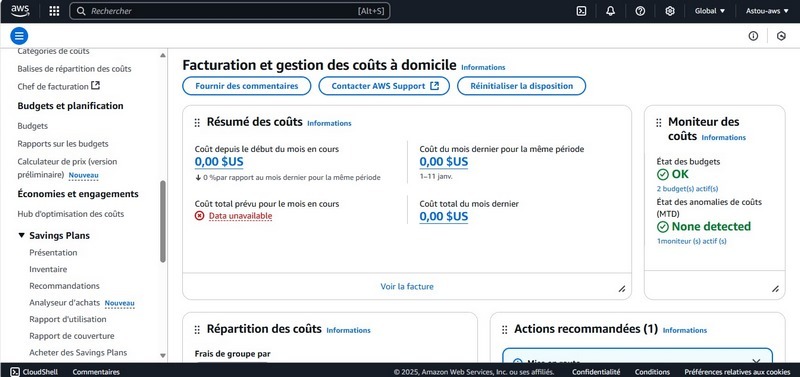 aws
Rechercher
[Alt+S]
Global
Astou-aws
Catégories de coûts
Balises de répartition des coûts
Chef de facturation
Budgets et planification
Budgets
Rapports sur les budgets
Calculateur de prix (version
préliminaire) Nouveau
Économies et engagements
Hub d'optimisation des coûts
Savings Plans
Présentation
Inventaire
Recommandations
Analyseur d'achats Nouveau
Rapport d'utilisation
Rapport de couverture
Acheter des Savings Plans
Facturation et gestion des coûts à domicile Informations
Fournir des commentaires
Contacter AWS Support
Réinitialiser la disposition
Résumé des coûts Informations
Coût depuis le début du mois en cours
0,00 $US
0 %par rapport au mois dernier pour la même période
Coût du mois dernier pour la même période
0,00 $US
1–11 janv.
Coût total prévu pour le mois en cours
Data unavailable
Coût total du mois dernier
0,00 $US
Voir la facture
Moniteur des
coûts Informations
État des budgets
OK
2 budget(s) actif(s)
État des anomalies de coûts
(MTD)
None detected
1moniteur (s) actif (s)
Répartition des coûts Informations
Frais de groupe par
Actions recommandées (1) Informations
Mise en route
CloudShell
Commentaires
© 2025, Amazon Web Services, Inc. ou ses affiliés.
Confidentialité
Conditions
Préférences relatives aux cookies